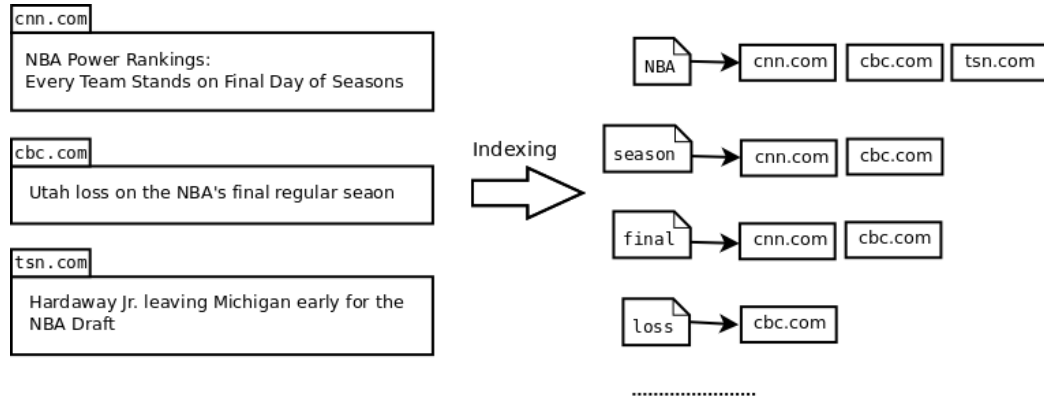 cnn.com
NBA Power Rankings:
Every Team Stands on Final Day of Seasons
cbc.com
Utah loss on the NBA's final regular seaon
tsn.com
Hardaway Jr. leaving Michigan early for the
NBA Draft
Indexing
NBA cnn.com cbc.com tsn.com
season cnn.com cbc.com
final cnn.com cbc.com
loss cbc.com